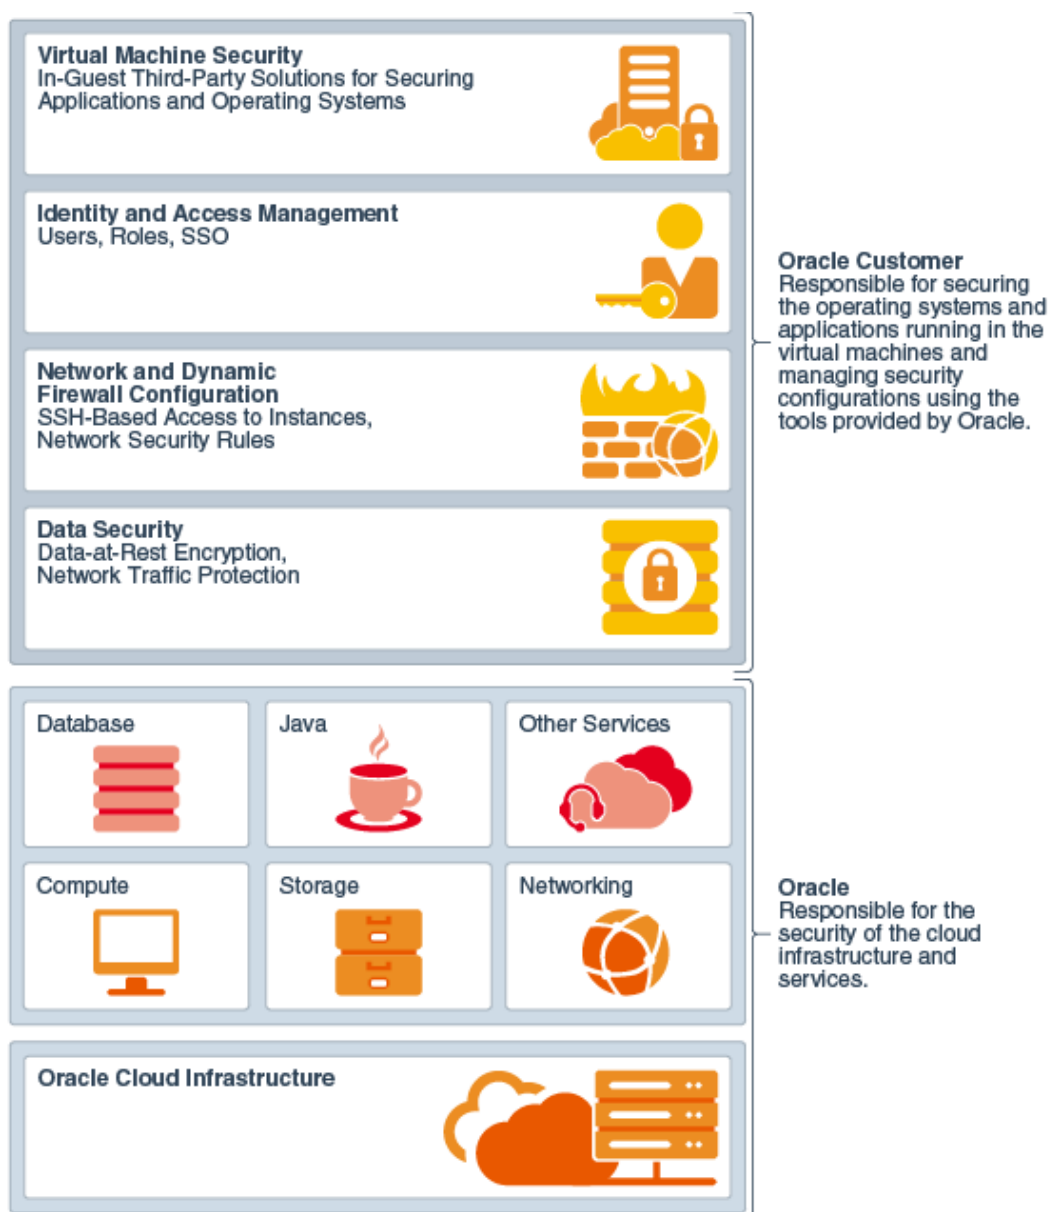 Virtual Machine Security
In-Guest Third-Party Solutions for Securing
Applications and Operating Systems
Identity and Access Management
Users, Roles, SSO
Network and Dynamic
Firewall Configuration
SSH-Based Access to Instances,
Network Security Rules
Data Security
Data-at-Rest Encryption,
Network Traffic Protection
Oracle Customer
Responsible for securing
the operating systems and
applications running in the
virtual machines and
managing security
configurations using the
tools provided by Oracle.
Database
Java
Other Services
Compute
Storage
Networking
Oracle
Responsible for the
security of the cloud
infrastructure and
services.
Oracle Cloud Infrastructure